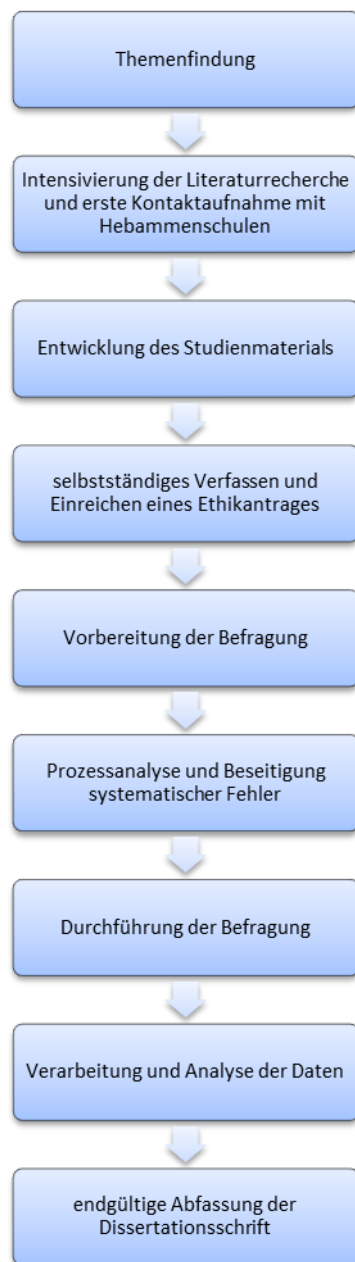 Themenfindung
Intensivierung der Literaturrecherche
und erste Kontaktaufnahme mit
Hebammenschulen
Entwicklung des Studienmaterials
selbstständiges Verfassen und
Einreichen eines Ethikantrages
Vorbereitung der Befragung
Prozessanalyse und Beseitigung
systematischer Fehler
Durchführung der Befragung
Verarbeitung und Analyse der Daten
endgültige Abfassung der
Dissertationsschrift